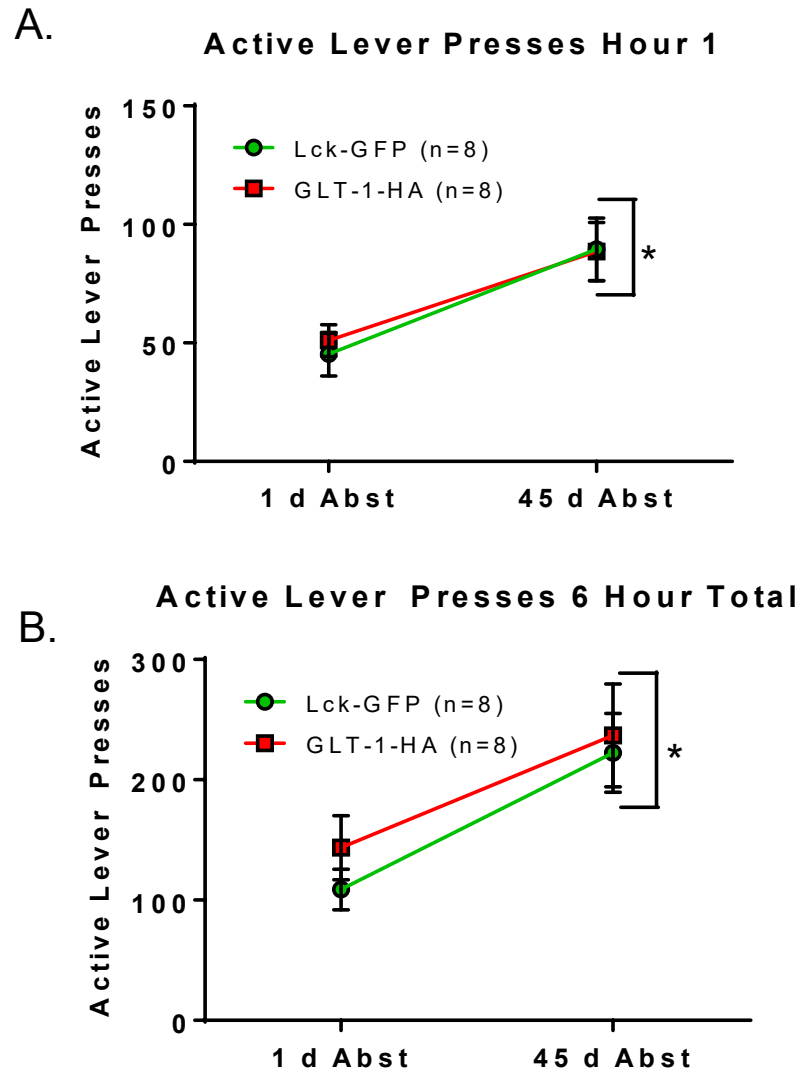 A.
Active Lever Presses Hour 1
Active Lever Presses
150
100
50
0
Lck-GFP (n=8)
GLT-1-HA (n=8)
*
1 d Abst
45 d Abst
B.
Active Lever Presses 6 Hour Total
Active Lever Presses
300
200
100
0
Lck-GFP (n=8)
GLT-1-HA (n=8)
*
1 d Abst
45 d Abst